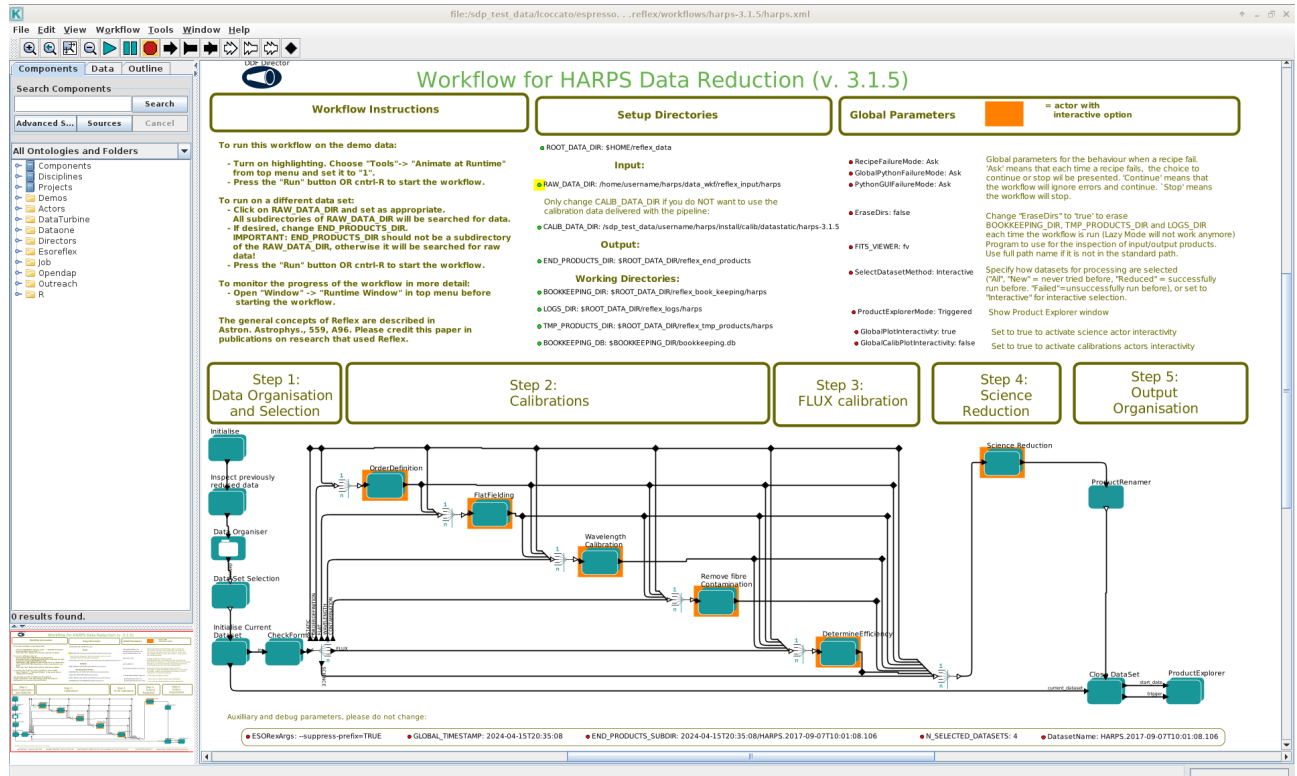 file:/sdp_test_data/lcoccato/espresso. . .reflex/workflows/harps-3.1.5/harps.xml
File Edit View Workflow Tools Window Help
Components Data Outline
Search Components
Search
Advanced S... Sources Cancel
All Ontologies and Folders
Components
Disciplines
Projects
Demos
Actors
DataTurbine
Dataone
Directors
Esoreflex
Job
Opendap
Outreach
R
0 results found.
DDF Director
Workflow for HARPS Data Reduction (v. 3.1.5)
Workflow Instructions
To run this workflow on the demo data:
- Turn on highlighting. Choose "Tools"-> "Animate at Runtime"
from top menu and set it to "1".
- Press the "Run" button OR cntrl-R to start the workflow.
To run on a different data set:
- Click on RAW_DATA_DIR and set as appropriate.
All subdirectories of RAW_DATA_DIR will be searched for data.
- If desired, change END_PRODUCTS_DIR.
IMPORTANT: END_PRODUCTS_DIR should not be a subdirectory
of the RAW_DATA_DIR, otherwise it will be searched for raw
data!
- Press the "Run" button OR cntrl-R to start the workflow.
To monitor the progress of the workflow in more detail:
- Open "Window" -> "Runtime Window" in top menu before
starting the workflow.
The general concepts of Reflex are described in
Astron. Astrophys., 559, A96. Please credit this paper in
publications on research that used Reflex.
Setup Directories
ROOT_DATA_DIR: $HOME/reflex_data
Input:
RAW_DATA_DIR: /home/username/harps/data_wkf/reflex_input/harps
Only change CALIB_DATA_DIR if you do NOT want to use the
calibration data delivered with the pipeline:
CALIB_DATA_DIR: /sdp_test_data/username/harps/install/calib/datastatic/harps-3.1.5
Output:
END_PRODUCTS_DIR: $ROOT_DATA_DIR/reflex_end_products
Working Directories:
BOOKKEEPING_DIR: $ROOT_DATA_DIR/reflex_book_keeping/harps
LOGS_DIR: $ROOT_DATA_DIR/reflex_logs/harps
TMP_PRODUCTS_DIR: $ROOT_DATA_DIR/reflex_tmp_products/harps
BOOKKEEPING_DB: $BOOKKEEPING_DIR/bookkeeping.db
Global Parameters
= actor with
interactive option
RecipeFailureMode: Ask
GlobalPythonFailureMode: Ask
PythonGUIFailureMode: Ask
EraseDirs: false
FITS_VIEWER: fv
SelectDatasetMethod: Interactive
ProductExplorerMode: Triggered
GlobalPlotInteractivity: true
GlobalCalibPlotInteractivity: false
Global parameters for the behaviour when a recipe fail.
'Ask' means that each time a recipe fails, the choice to
continue or stop wil be presented. 'Continue' means that
the workflow will ignore errors and continue. `Stop' means
the workflow will stop.
Change "EraseDirs" to 'true' to erase
BOOKKEEPING_DIR, TMP_PRODUCTS_DIR and LOGS_DIR
each time the workflow is run (Lazy Mode will not work anymore)
Program to use for the inspection of input/output products.
Use full path name if it is not in the standard path.
Specify how datasets for processing are selected
("All", "New" = never tried before, "Reduced" = successfully
run before. "Failed"=unsuccessfully run before), or set to
"Interactive" for interactive selection.
Show Product Explorer window
Set to true to activate science actor interactivity
Set to true to activate calibrations actors interactivity
Step 1:
Data Organisation
and Selection
Step 2:
Calibrations
Step 3:
FLUX calibration
Step 4:
Science
Reduction
Step 5:
Output
Organisation
Initialise
Inspect previously
reduced data
Data Organiser
DataSet Selection
Initialise Current
Dataset
CheckForm
FLUX
SCIENCE
OrderDefinition
FlatFielding
Wavelength
Calibration
Remove fibre
Contamination
DetermineEfficiency
Science Reduction
ProductRenamer
current_dataset
Close DataSet
start_date
trigger
ProductExplorer
Auxilliary and debug parameters, please do not change:
ESORexArgs: --suppress-prefix=TRUE
GLOBAL_TIMESTAMP: 2024-04-15T20:35:08
END_PRODUCTS_SUBDIR: 2024-04-15T20:35:08/HARPS.2017-09-07T10:01:08.106
N_SELECTED_DATASETS: 4
DatasetName: HARPS.2017-09-07T10:01:08.106